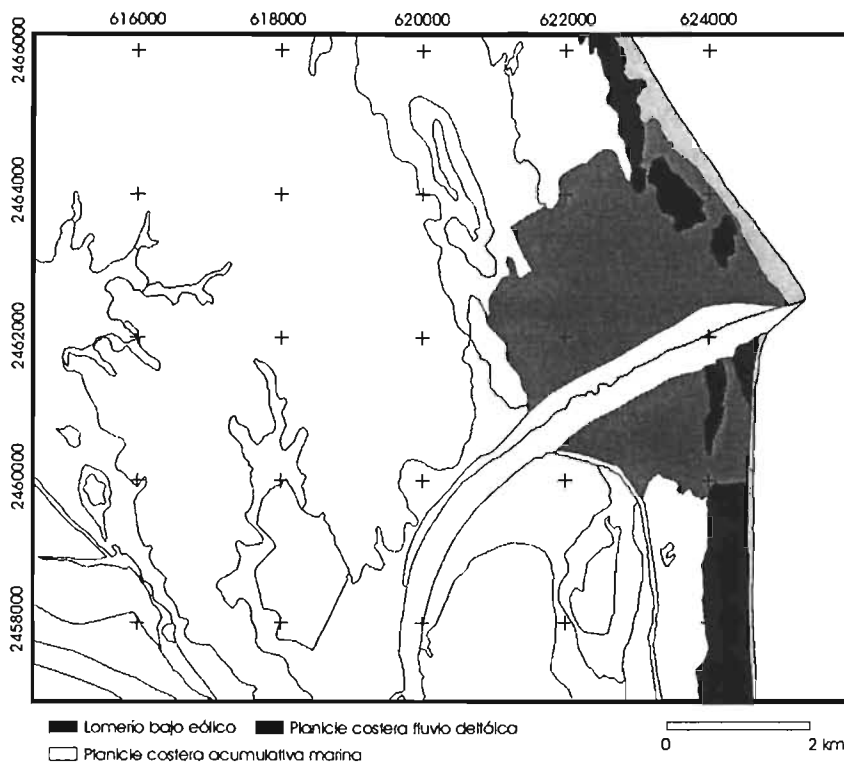 616000 618000 620000 622000 624000
2466000
2464000
2462000
2460000
2458000
Lomerio bajo eólico Planicie costera fluvio deltóica
Planicie costera acumulativa marina
0 2 km